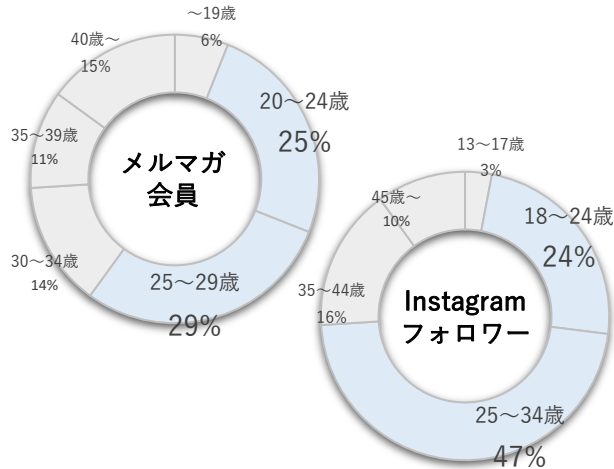 ～19歳
6%
20～24歳
25%
25～29歳
29%
30～34歳
14%
35～39歳
11%
40歳～
15%
メルマガ
会員
13～17歳
3%
18～24歳
24%
25～34歳
47%
35～44歳
16%
45歳～
10%
Instagram
フォロワー